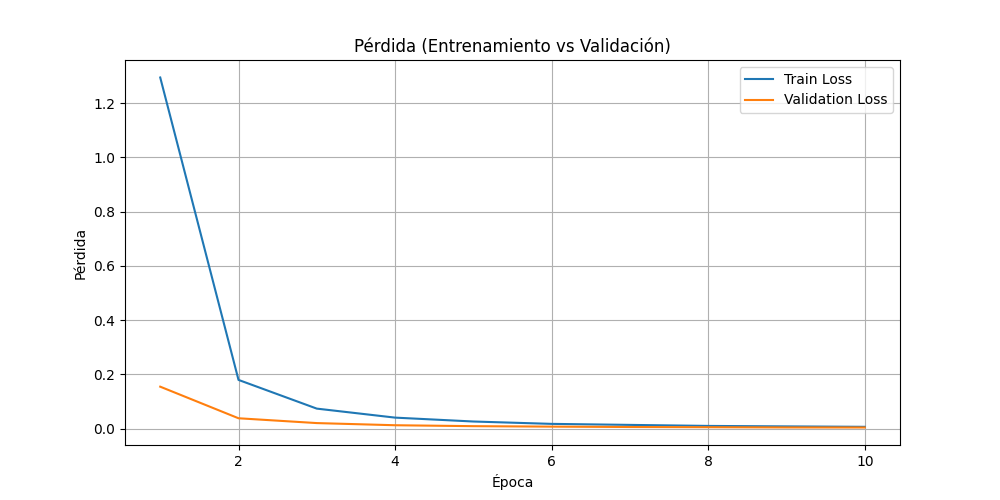 Pérdida (Entrenamiento vs Validación)
Train Loss
Validation Loss
Pérdida
1.2
1.0
0.8
0.6
0.4
0.2
0.0
2
4
6
8
10
Época